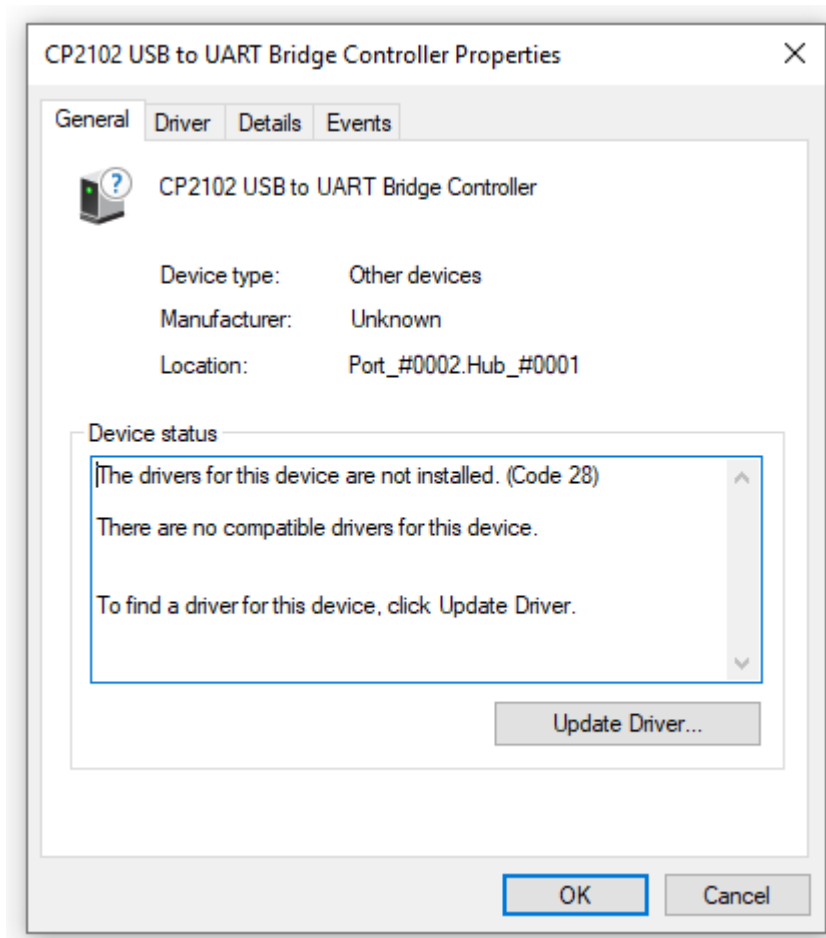 CP2102 USB to UART Bridge Controller Properties
General Driver Details Events
CP2102 USB to UART Bridge Controller
Device type: Other devices
Manufacturer: Unknown
Location: Port_#0002.Hub_#0001
Device status
The drivers for this device are not installed. (Code 28)
There are no compatible drivers for this device.
To find a driver for this device, click Update Driver.
Update Driver...
OK Cancel